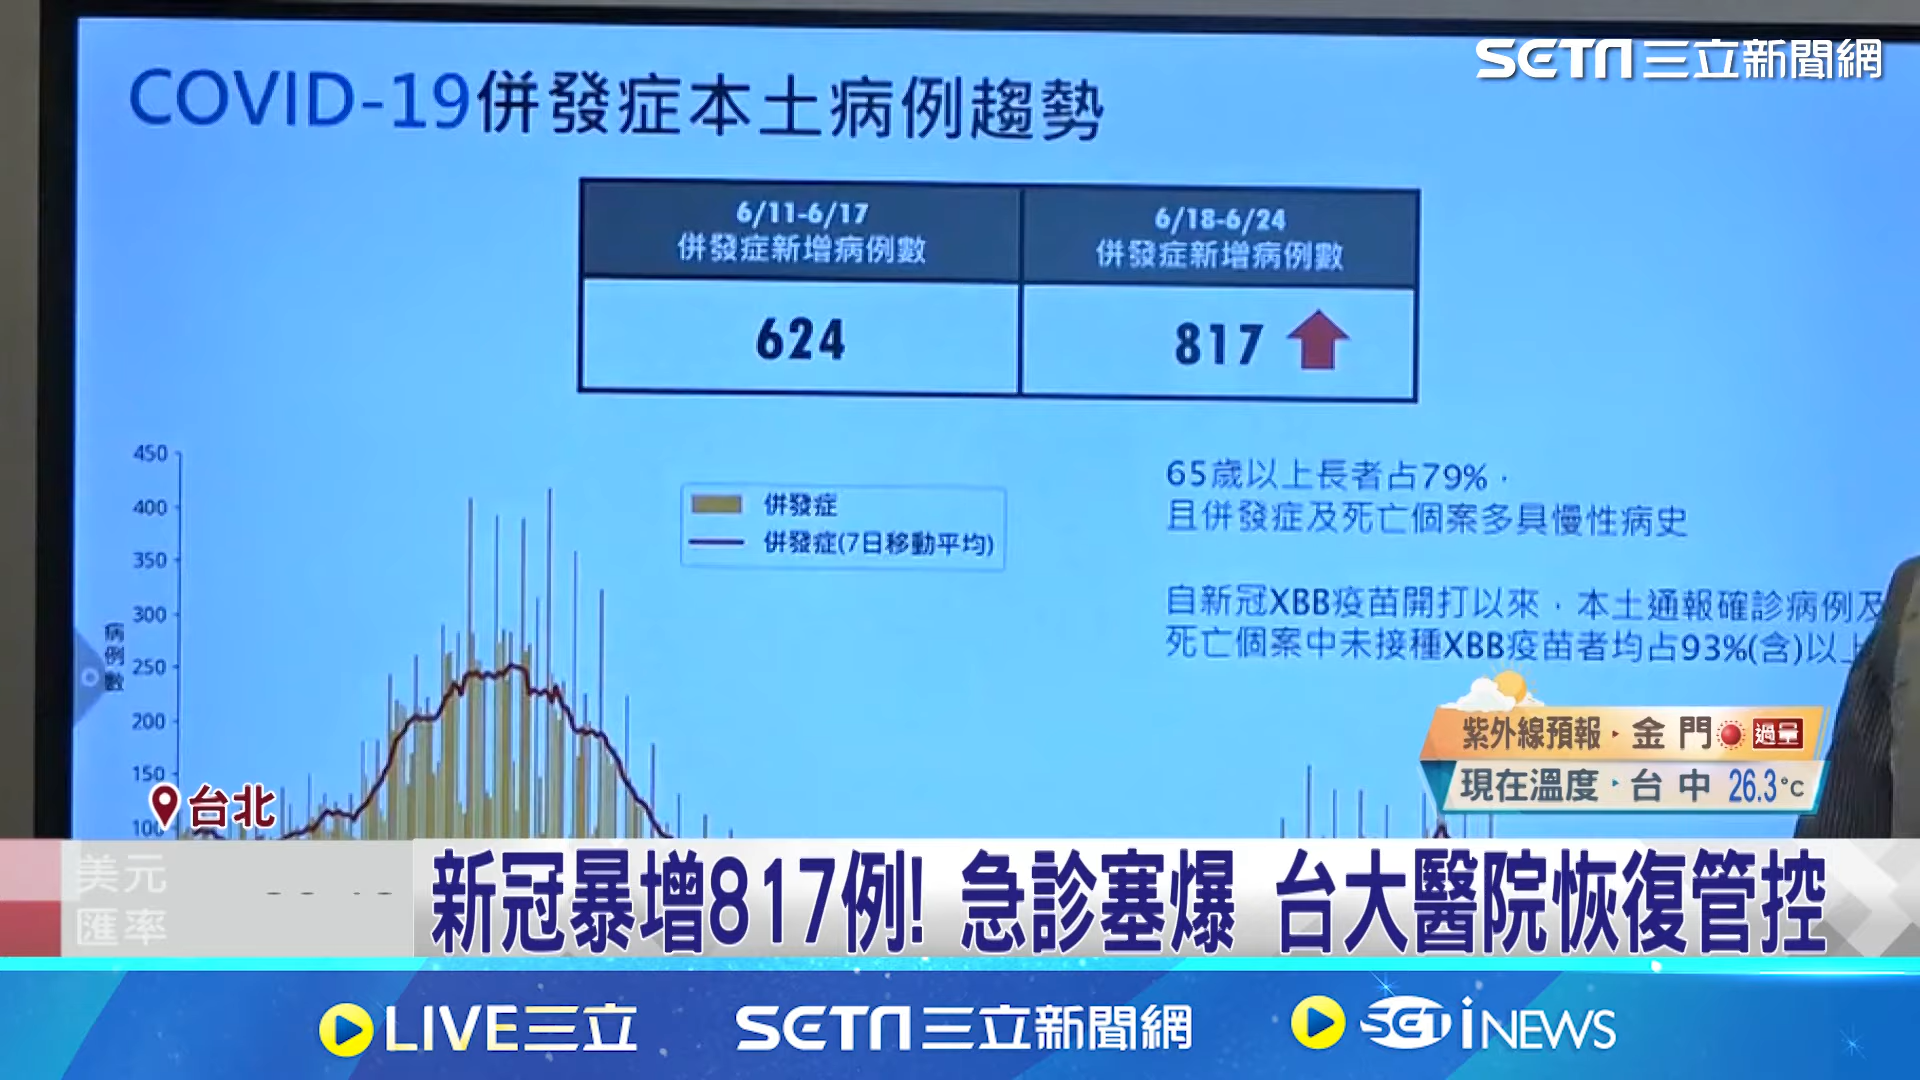 SETN三立新聞網
COVID-19併發症本土病例趨勢
6/11-6/17
併發症新增病例數
6/18-6/24
併發症新增病例數
624
817
450
400
350
300
250
200
150
100
病例數
併發症
併發症(7日移動平均)
65歲以上長者占79%，
且併發症及死亡個案多具慢性病史
自新冠XBB疫苗開打以來，本土通報確診病例及
死亡個案中未接種XBB疫苗者均占93%(含)以上
紫外線預報·金門 過量
現在溫度·台中 26.3°C
台北
美元
匯率
新冠暴增817例! 急診塞爆 台大醫院恢復管控
LIVE三立
SETN三立新聞網
SETiNEWS